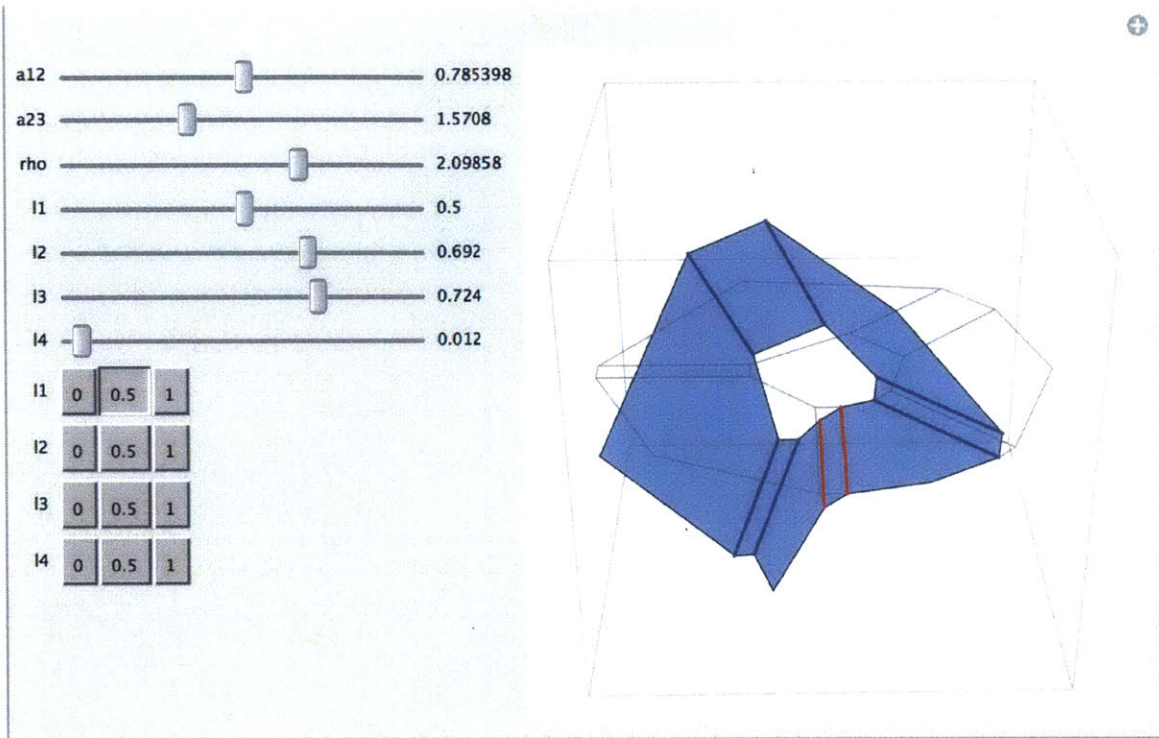 a12 0.785398
a23 1.5708
rho 2.09858
l1 0.5
l2 0.692
l3 0.724
l4 0.012
l1 0 0.5 1
l2 0 0.5 1
l3 0 0.5 1
l4 0 0.5 1